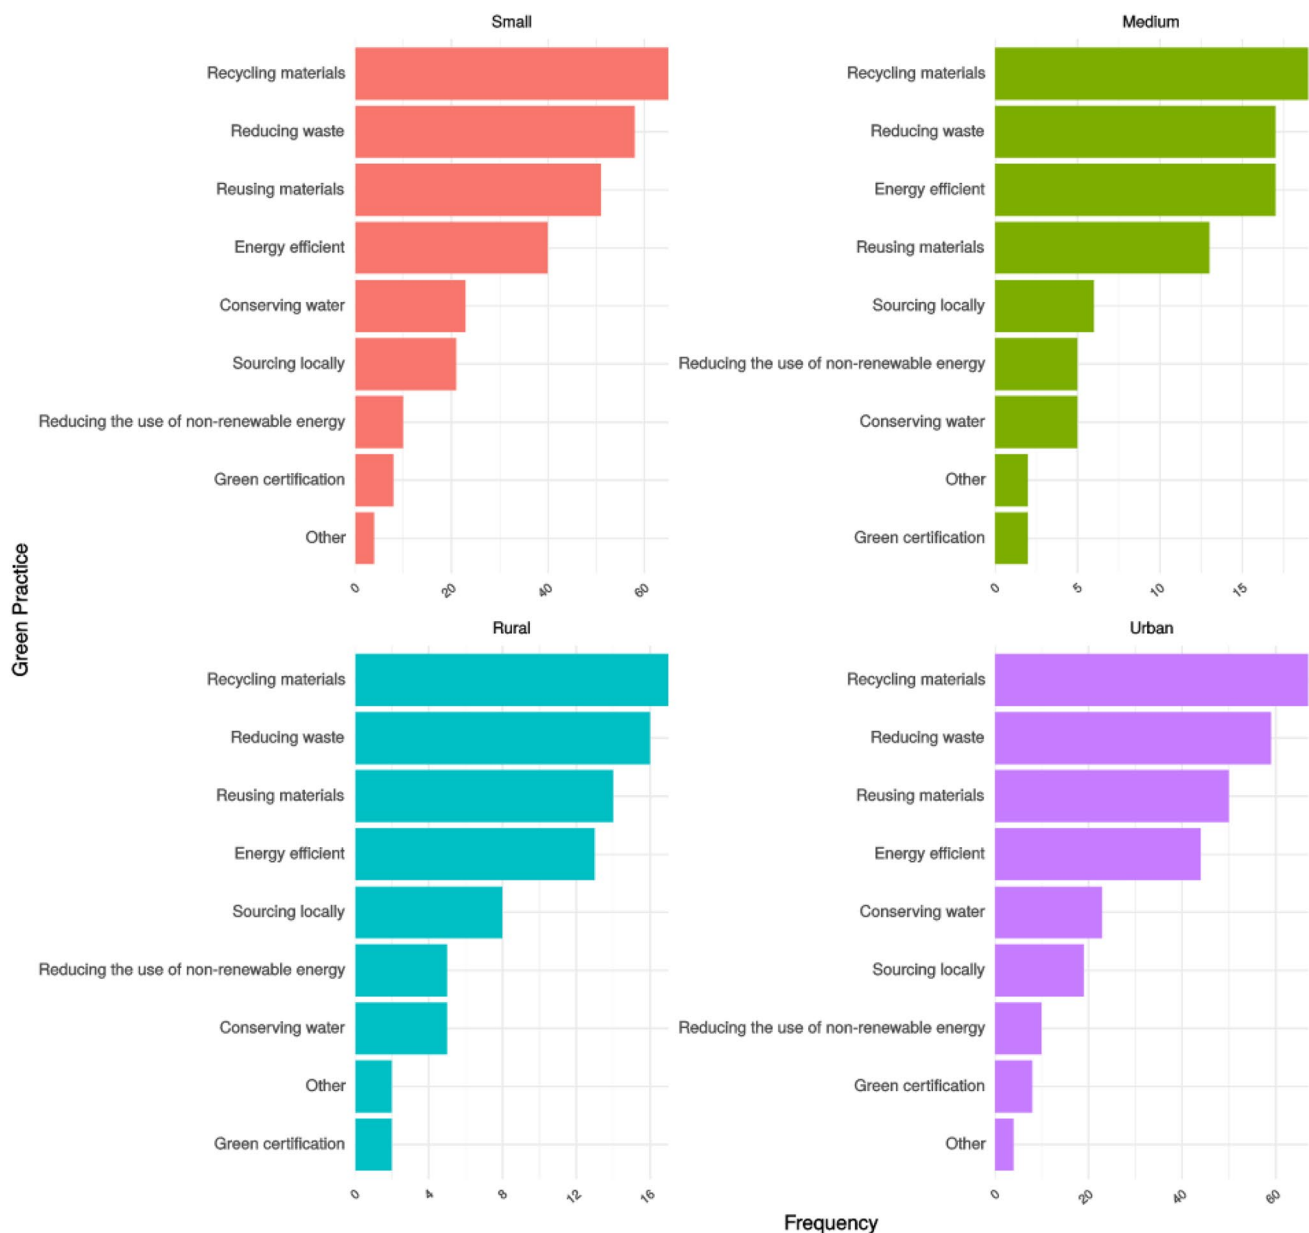 Small
Recycling materials
Reducing waste
Reusing materials
Energy efficient
Conserving water
Sourcing locally
Reducing the use of non-renewable energy
Green certification
Other
0 20 40 60
Medium
Recycling materials
Reducing waste
Energy efficient
Reusing materials
Sourcing locally
Reducing the use of non-renewable energy
Conserving water
Other
Green certification
0 5 10 15
Green Practice
Rural
Recycling materials
Reducing waste
Reusing materials
Energy efficient
Sourcing locally
Reducing the use of non-renewable energy
Conserving water
Other
Green certification
0 4 8 12 16
Urban
Recycling materials
Reducing waste
Reusing materials
Energy efficient
Conserving water
Sourcing locally
Reducing the use of non-renewable energy
Green certification
Other
0 20 40 60
Frequency